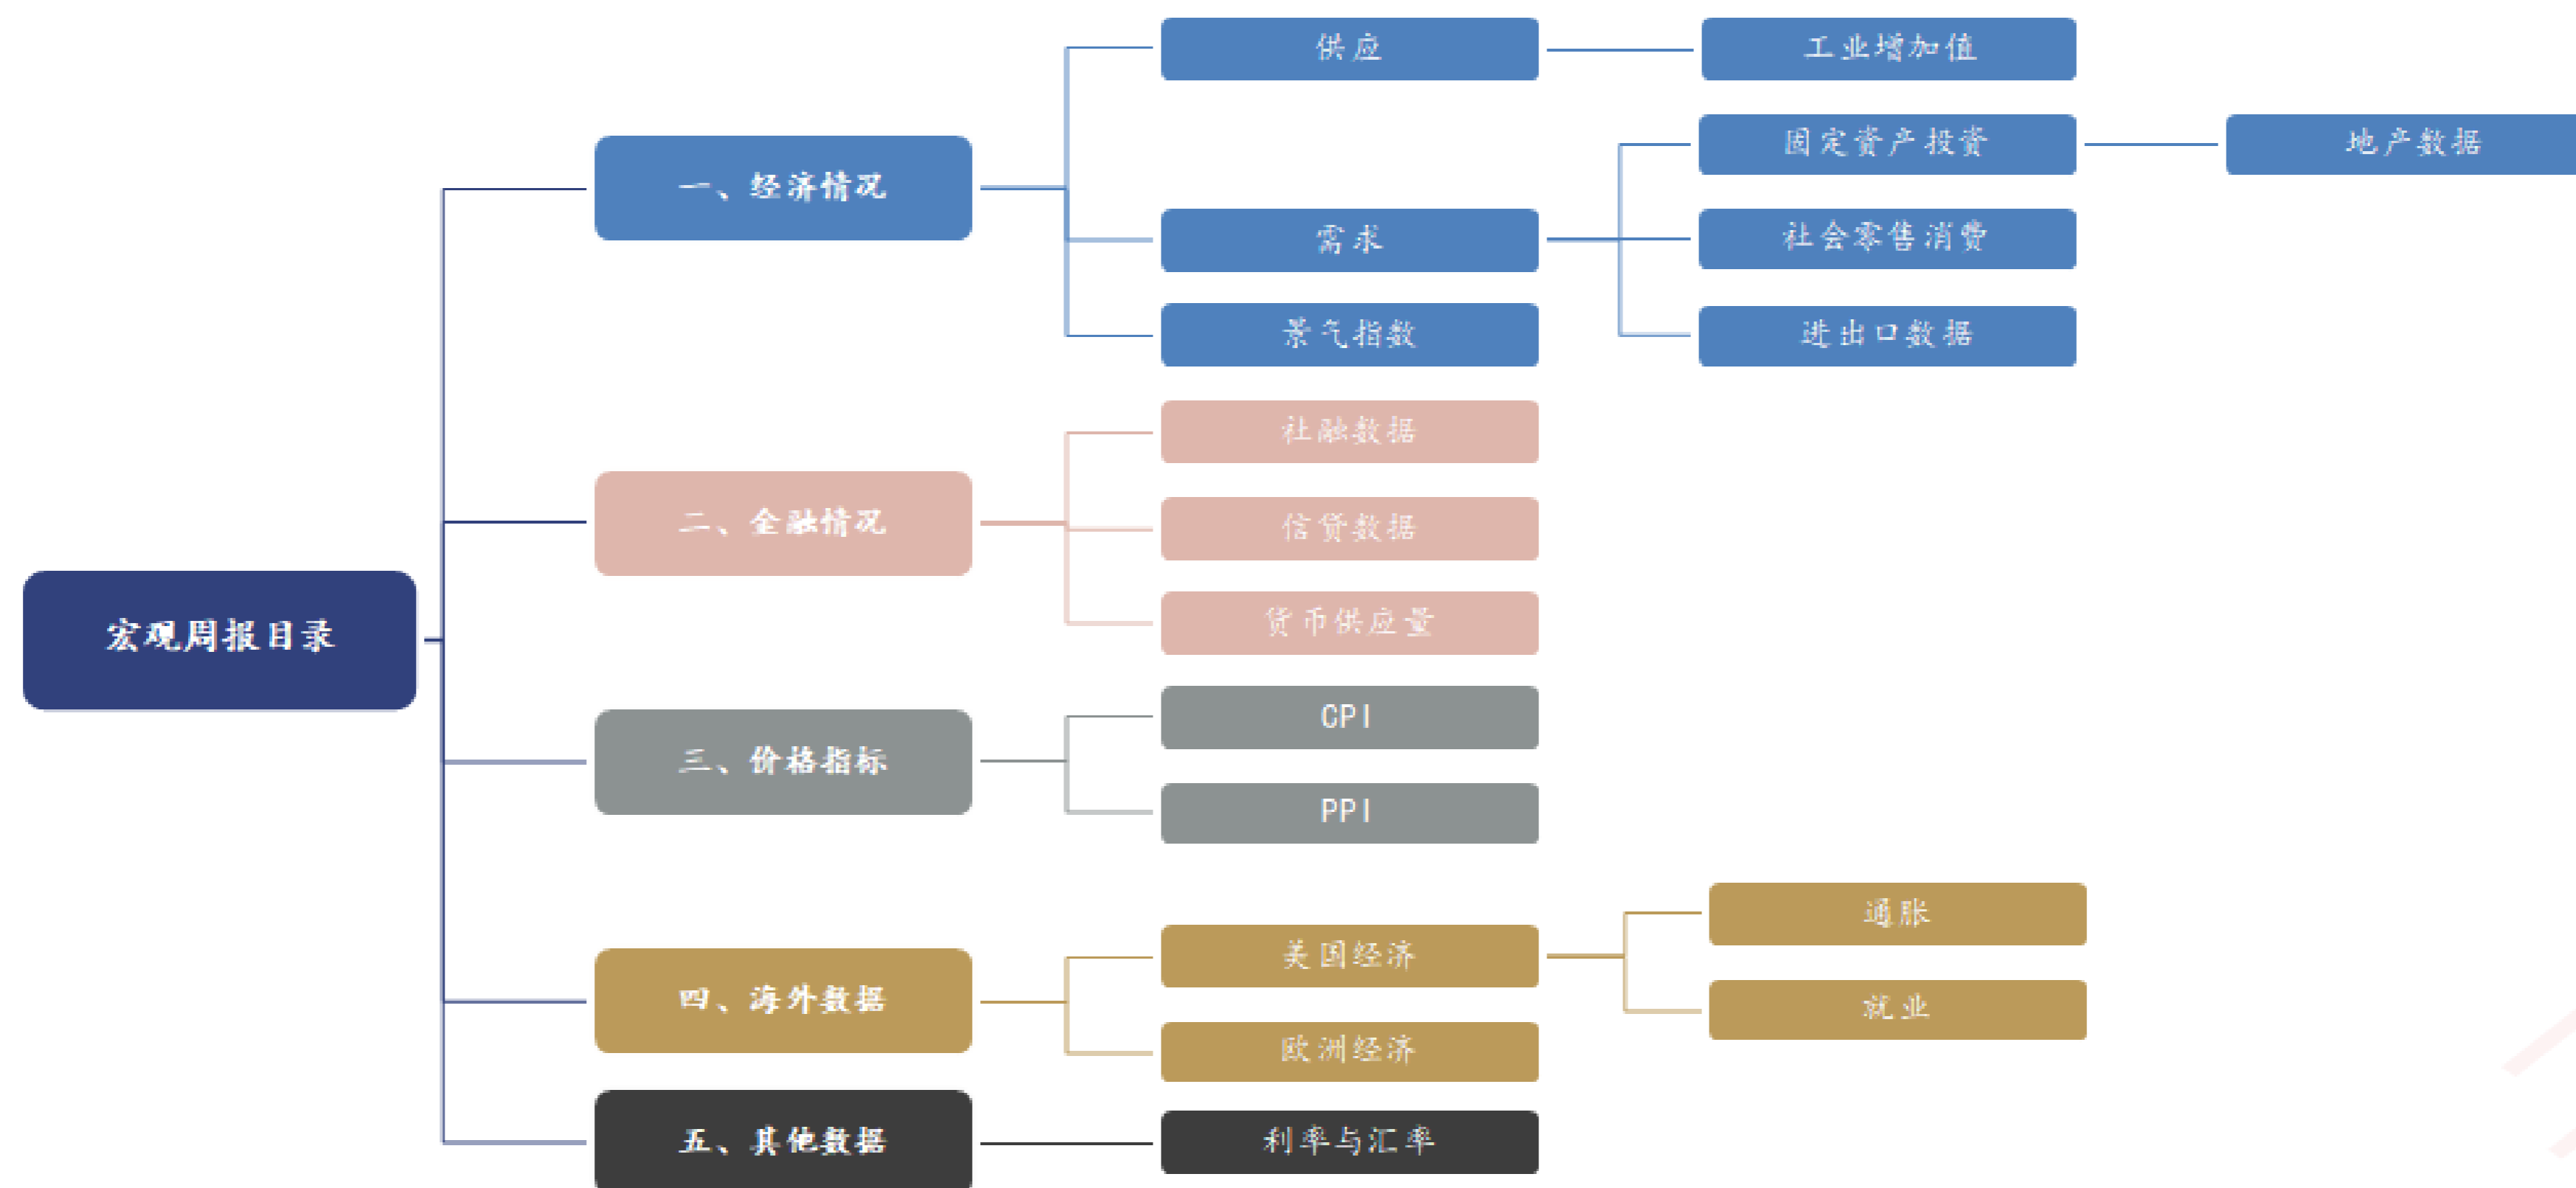 宏观周报目录
一、经济情况
供应
工业增加值
需求
固定资产投资
地产数据
社会零售消费
进出口数据
景气指数
二、金融情况
社融数据
信贷数据
货币供应量
三、价格指标
CPI
PPI
四、海外数据
美国经济
通胀
就业
欧洲经济
五、其他数据
利率与汇率